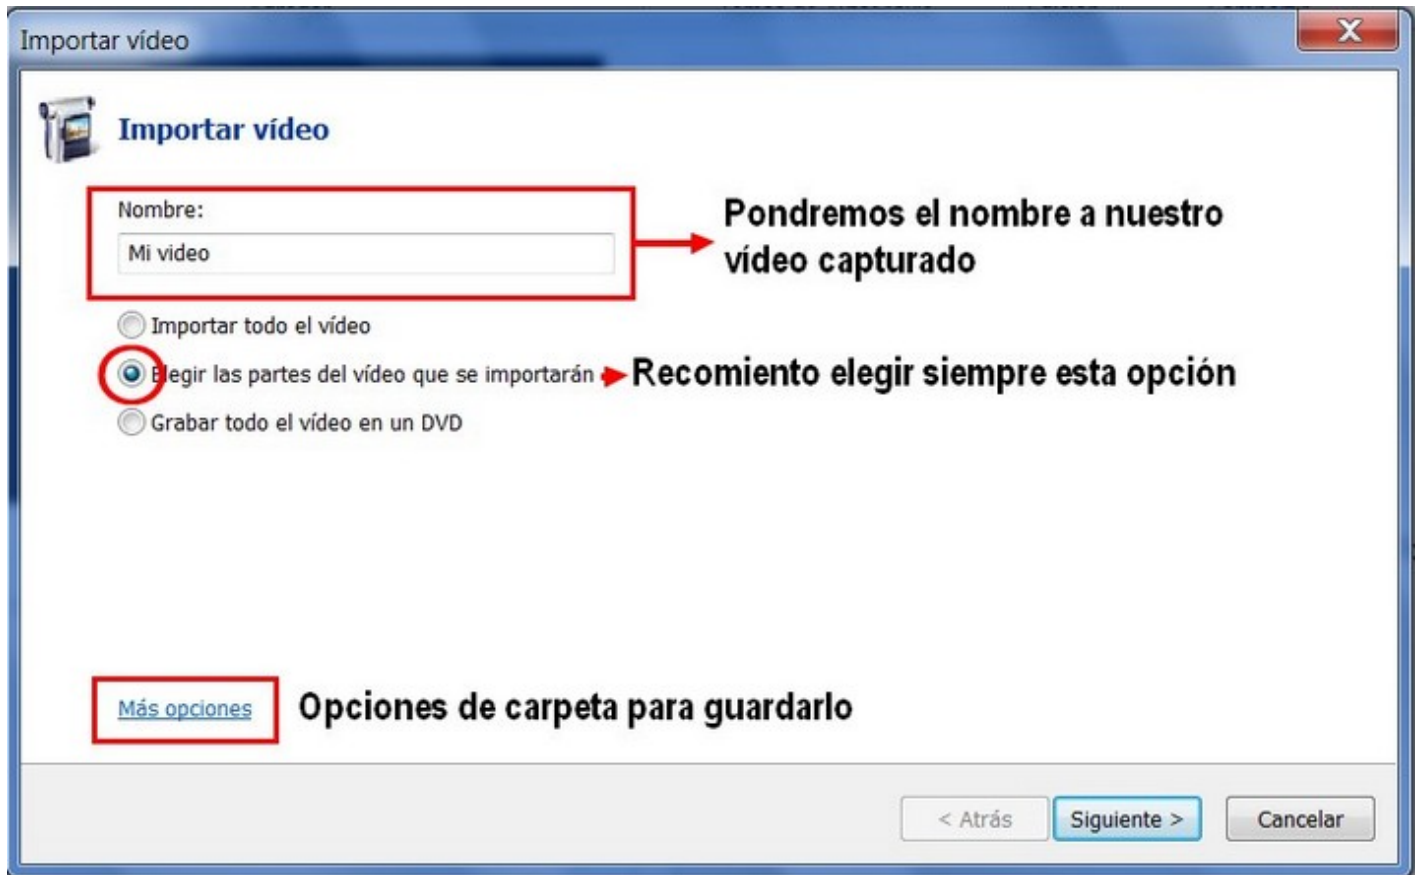 Importar vídeo
Importar vídeo
Nombre:
Mi video
Pondremos el nombre a nuestro
vídeo capturado
Importar todo el vídeo
Elegir las partes del vídeo que se importarán
Recomiento elegir siempre esta opción
Grabar todo el vídeo en un DVD
Más opciones
Opciones de carpeta para guardarlo
< Atrás
Siguiente >
Cancelar